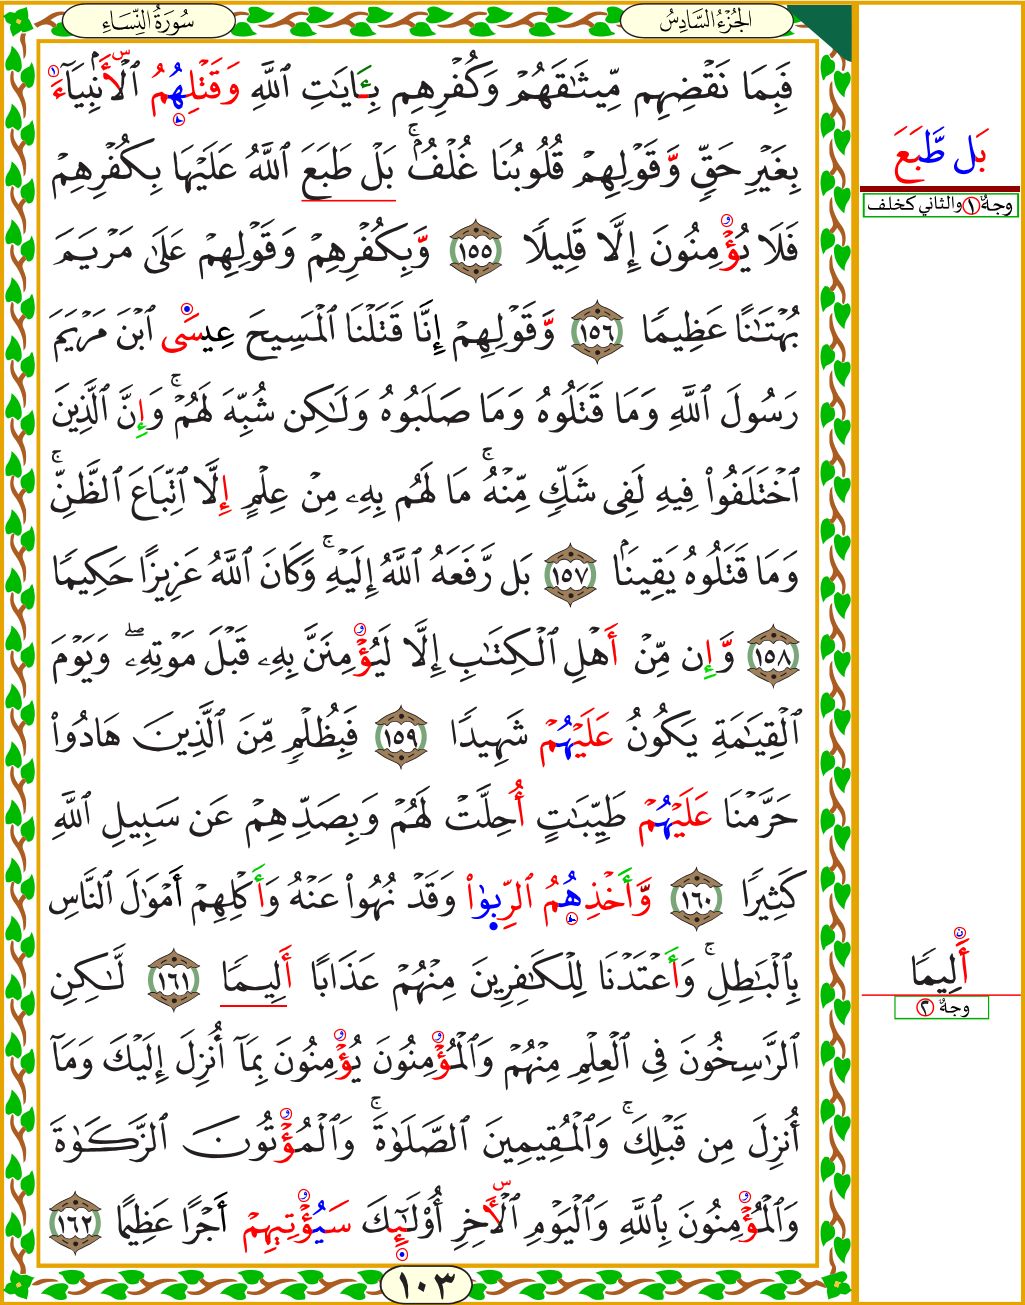 سُورَةُ النِّسَاءِ
الجُزْءُ السَّادِسُ
فَبِمَا نَقْضِهِم مِّيثَٰقَهُمْ وَكُفْرِهِم بِـَٔايَٰتِ ٱللَّهِ وَقَتْلِهُمُ ٱلْأَنۢبِيَآءَ
بِغَيْرِ حَقٍّ وَّقَوْلِهِمْ قُلُوبُنَا غُلْفٌۢ ۚ بَلْ طَبَعَ ٱللَّهُ عَلَيْهَا بِكُفْرِهِمْ
فَلَا يُؤْمِنُونَ إِلَّا قَلِيلًا ١٥٥ وَّبِكُفْرِهِمْ وَقَوْلِهِمْ عَلَىٰ مَرْيَمَ
بُهْتَٰنًا عَظِيمًا ١٥٦ وَّقَوْلِهِمْ إِنَّا قَتَلْنَا ٱلْمَسِيحَ عِيسَى ٱبْنَ مَرْيَمَ
رَسُولَ ٱللَّهِ وَمَا قَتَلُوهُ وَمَا صَلَبُوهُ وَلَٰكِن شُبِّهَ لَهُمْ ۚ وَإِنَّ ٱلَّذِينَ
ٱخْتَلَفُوا۟ فِيهِ لَفِى شَكٍّ مِّنْهُ ۚ مَا لَهُم بِهِۦ مِنْ عِلْمٍ إِلَّا ٱتِّبَاعَ ٱلظَّنِّ ۚ
وَمَا قَتَلُوهُ يَقِينًۢا ١٥٧ بَل رَّفَعَهُ ٱللَّهُ إِلَيْهِ ۚ وَكَانَ ٱللَّهُ عَزِيزًا حَكِيمًا
١٥٨ وَّإِن مِّنْ أَهْلِ ٱلْكِتَٰبِ إِلَّا لَيُؤْمِنَنَّ بِهِۦ قَبْلَ مَوْتِهِۦ ۖ وَيَوْمَ
ٱلْقِيَٰمَةِ يَكُونُ عَلَيْهُمْ شَهِيدًا ١٥٩ فَبِظُلْمٍ مِّنَ ٱلَّذِينَ هَادُوا۟
حَرَّمْنَا عَلَيْهُمْ طَيِّبَٰتٍ أُحِلَّتْ لَهُمْ وَبِصَدِّهِمْ عَن سَبِيلِ ٱللَّهِ
كَثِيرًا ١٦٠ وَّأَخْذِهُمُ ٱلرِّبَوٰا۟ وَقَدْ نُهُوا۟ عَنْهُ وَأَكْلِهِمْ أَمْوَٰلَ ٱلنَّاسِ
بِٱلْبَٰطِلِ ۚ وَأَعْتَدْنَا لِلْكَٰفِرِينَ مِنْهُمْ عَذَابًا أَلِيمًا ١٦١ لَّٰكِنِ
ٱلرَّٰسِخُونَ فِى ٱلْعِلْمِ مِنْهُمْ وَٱلْمُؤْمِنُونَ يُؤْمِنُونَ بِمَآ أُنزِلَ إِلَيْكَ وَمَآ
أُنزِلَ مِن قَبْلِكَ ۚ وَٱلْمُقِيمِينَ ٱلصَّلَوٰةَ ۚ وَٱلْمُؤْتُونَ ٱلزَّكَوٰةَ
وَٱلْمُؤْمِنُونَ بِٱللَّهِ وَٱلْيَوْمِ ٱلْأَخِرِ أُو۟لَٰٓئِكَ سَيُؤْتِيهِمْ أَجْرًا عَظِيمًا ١٦٢
١٠٣
بَل طَّبَعَ
وجهٌ ١ والثاني كخلف
أَلِيمًا
وجهٌ ٢